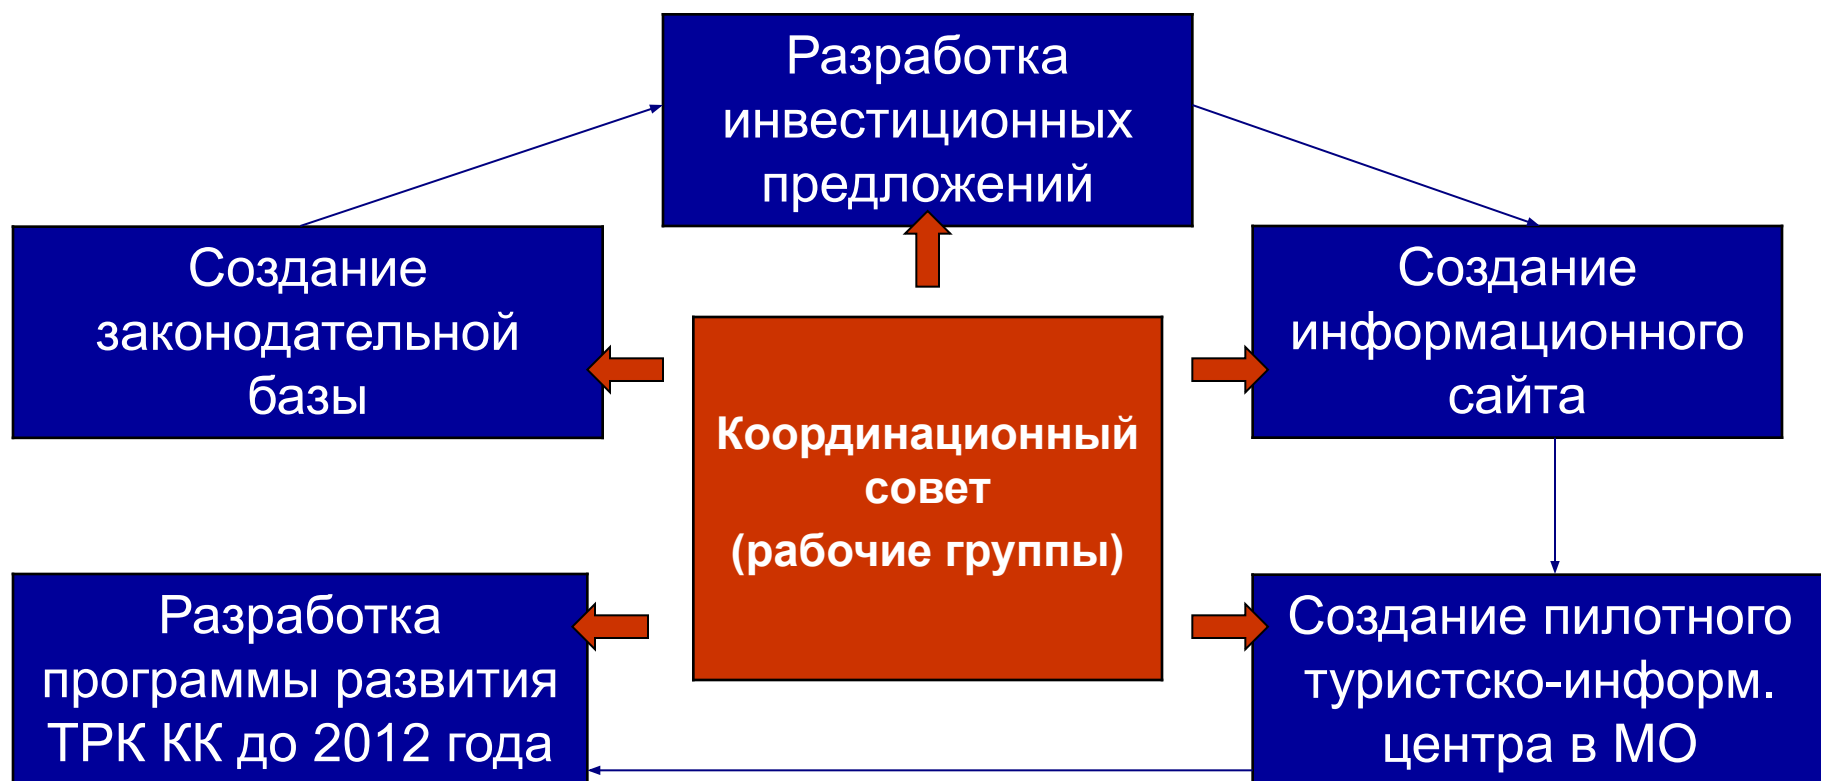 Разработка
инвестиционных
предложений
Создание
законодательной
базы
Создание
информационного
сайта
Координационный
совет
(рабочие группы)
Разработка
программы развития
ТРК КК до 2012 года
Создание пилотного
туристско-информ.
центра в МО